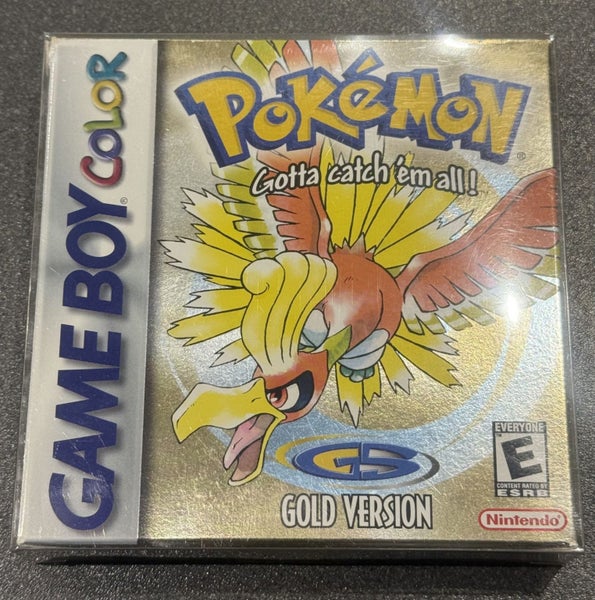 GAME BOY COLOR
POKéMON
Gotta catch 'em all!
GS
GOLD VERSION
EVERYONE
E
CONTENT RATED BY
ESRB
Nintendo®